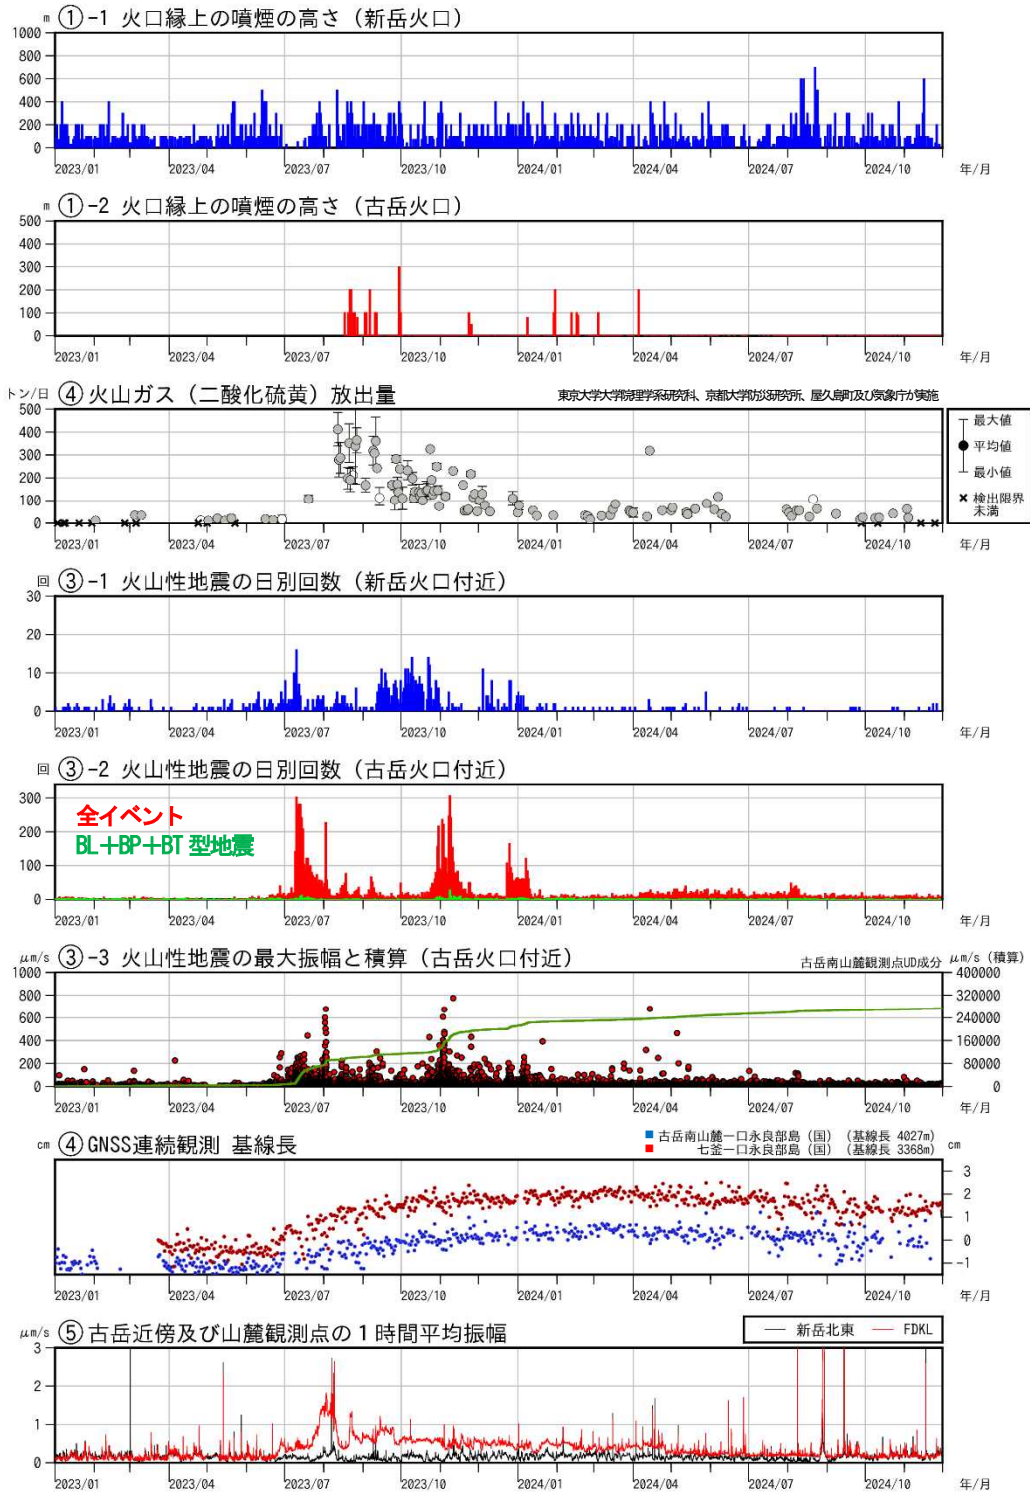 m ①-1 火口縁上の噴煙の高さ（新岳火口）
1000
800
600
400
200
0
2023/01 2023/04 2023/07 2023/10 2024/01 2024/04 2024/07 2024/10 年/月
m ①-2 火口縁上の噴煙の高さ（古岳火口）
500
400
300
200
100
0
2023/01 2023/04 2023/07 2023/10 2024/01 2024/04 2024/07 2024/10 年/月
トン/日 ④火山ガス（二酸化硫黄）放出量 東京大学大学院理学系研究科、京都大学防災研究所、屋久島町及び気象庁が実施
500
400
300
200
100
0
最大値
平均値
最小値
× 検出限界
未満
2023/01 2023/04 2023/07 2023/10 2024/01 2024/04 2024/07 2024/10 年/月
回 ③-1 火山性地震の日別回数（新岳火口付近）
30
20
10
0
2023/01 2023/04 2023/07 2023/10 2024/01 2024/04 2024/07 2024/10 年/月
回 ③-2 火山性地震の日別回数（古岳火口付近）
300
200
100
0
全イベント
BL＋BP＋BT 型地震
2023/01 2023/04 2023/07 2023/10 2024/01 2024/04 2024/07 2024/10 年/月
μm/s ③-3 火山性地震の最大振幅と積算（古岳火口付近） 古岳南山麓観測点UD成分 μm/s（積算）
1000 400000
800 320000
600 240000
400 160000
200 80000
0 0
2023/01 2023/04 2023/07 2023/10 2024/01 2024/04 2024/07 2024/10 年/月
cm ④GNSS連続観測 基線長 ■古岳南山麓ー口永良部島（国）（基線長 4027m） cm
■ 七釜ー口永良部島（国）（基線長 3368m）
3
2
1
0
-1
2023/01 2023/04 2023/07 2023/10 2024/01 2024/04 2024/07 2024/10 年/月
μm/s ⑤古岳近傍及び山麓観測点の１時間平均振幅 新岳北東 FDKL
3
2
1
0
2023/01 2023/04 2023/07 2023/10 2024/01 2024/04 2024/07 2024/10 年/月